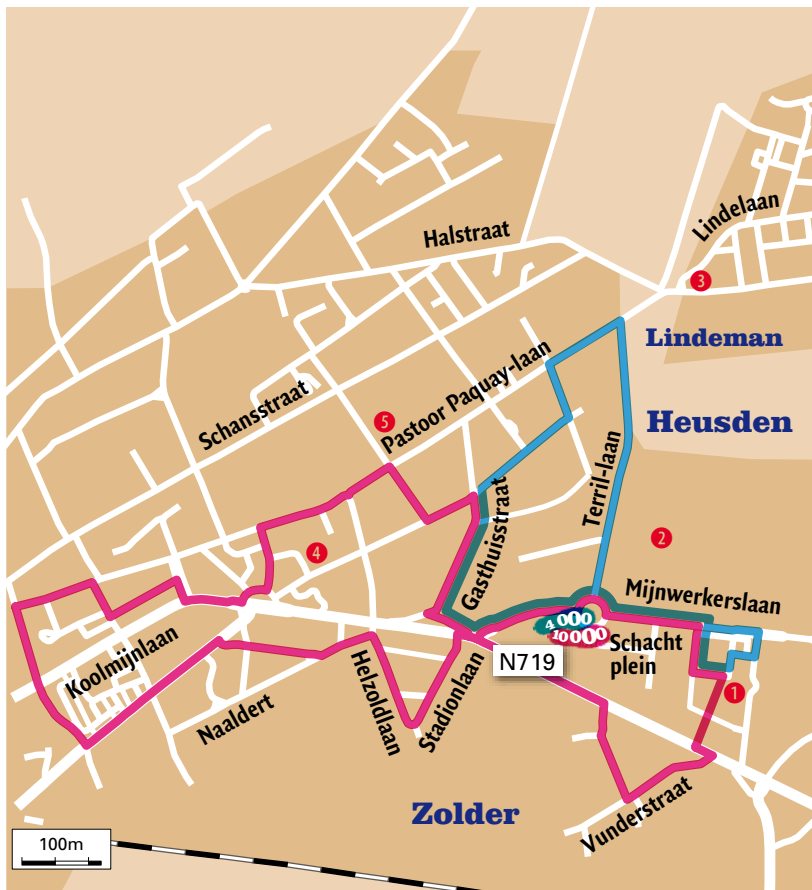 Lindelaan
Halstraat
3
Lindeman
Pastoor Paquay-laan
Schansstraat
5
Heusden
Terril-laan
Gasthuisstraat
2
4
Mijnwerkerslaan
4000
10000
Schacht
plein
N719
Koolmijnlaan
Helzoldlaan
Stadionlaan
Naaldert
1
Zolder
Vunderstraat
100m